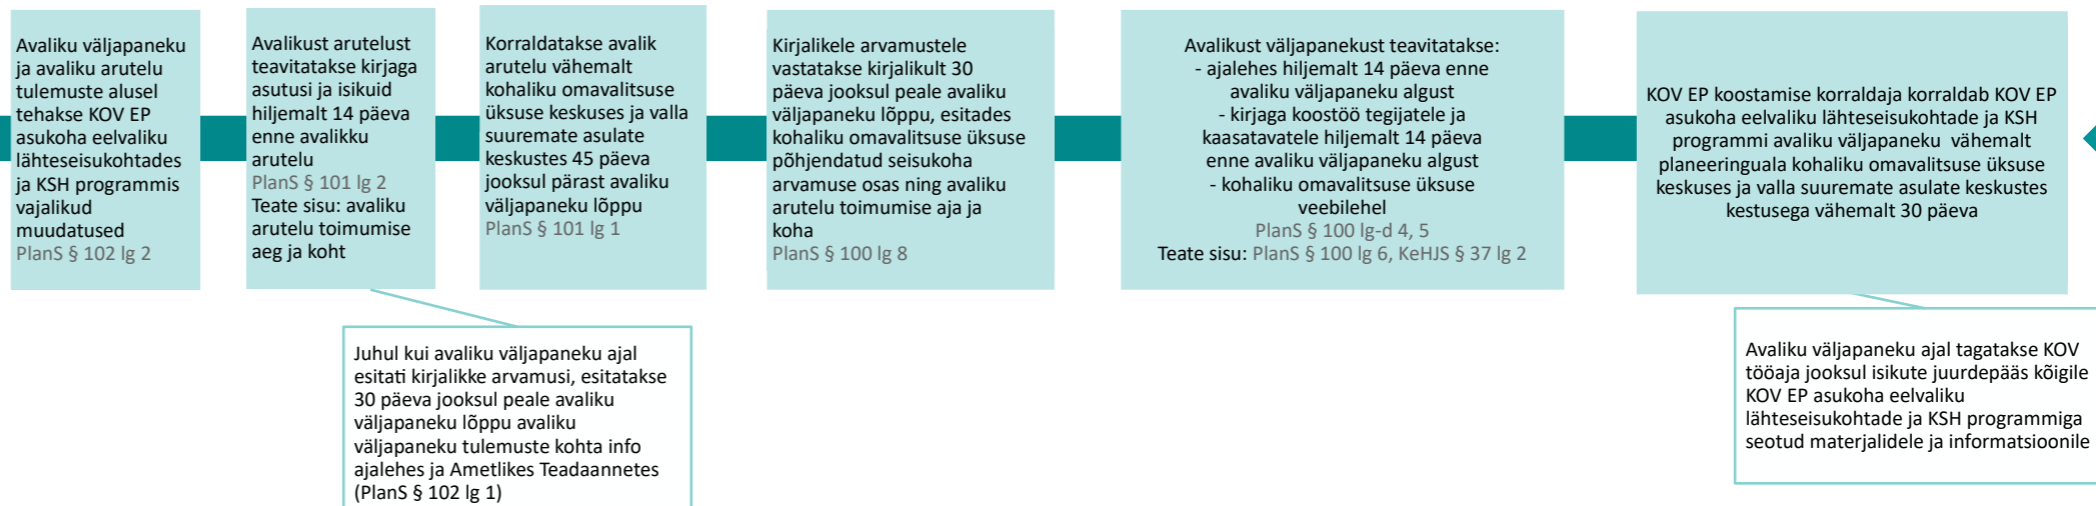 Avaliku väljapaneku
ja avaliku arutelu
tulemuste alusel
tehakse KOV EP
asukoha eelvaliku
lähteseisukohtades
ja KSH programmis
vajalikud
muudatused
PlanS § 102 lg 2
Avalikust arutelust
teavitatakse kirjaga
asutusi ja isikuid
hiljemalt 14 päeva
enne avalikku
arutelu
PlanS § 101 lg 2
Teate sisu: avaliku
arutelu toimumise
aeg ja koht
Korraldatakse avalik
arutelu vähemalt
kohaliku omavalitsuse
üksuse keskuses ja valla
suuremate asulate
keskustes 45 päeva
jooksul pärast avaliku
väljapaneku lõppu
PlanS § 101 lg 1
Kirjalikele arvamustele
vastatakse kirjalikult 30
päeva jooksul peale avaliku
väljapaneku lõppu, esitades
kohaliku omavalitsuse üksuse
põhjendatud seisukoha
arvamuse osas ning avaliku
arutelu toimumise aja ja
koha
PlanS § 100 lg 8
Avalikust väljapanekust teavitatakse:
- ajalehes hiljemalt 14 päeva enne
avaliku väljapaneku algust
- kirjaga koostöö tegijatele ja
kaasatavatele hiljemalt 14 päeva
enne avaliku väljapaneku algust
- kohaliku omavalitsuse üksuse
veebilehel
PlanS § 100 lg-d 4, 5
Teate sisu: PlanS § 100 lg 6, KeHJS § 37 lg 2
KOV EP koostamise korraldaja korraldab KOV EP
asukoha eelvaliku lähteseisukohtade ja KSH
programmi avaliku väljapaneku vähemalt
planeeringuala kohaliku omavalitsuse üksuse
keskuses ja valla suuremate asulate keskustes
kestusega vähemalt 30 päeva
Juhul kui avaliku väljapaneku ajal
esitati kirjalikke arvamusi, esitatakse
30 päeva jooksul peale avaliku
väljapaneku lõppu avaliku
väljapaneku tulemuste kohta info
ajalehes ja Ametlikes Teadaannetes
(PlanS § 102 lg 1)
Avaliku väljapaneku ajal tagatakse KOV
tööaja jooksul isikute juurdepääs kõigile
KOV EP asukoha eelvaliku
lähteseisukohtade ja KSH programmiga
seotud materjalidele ja informatsioonile